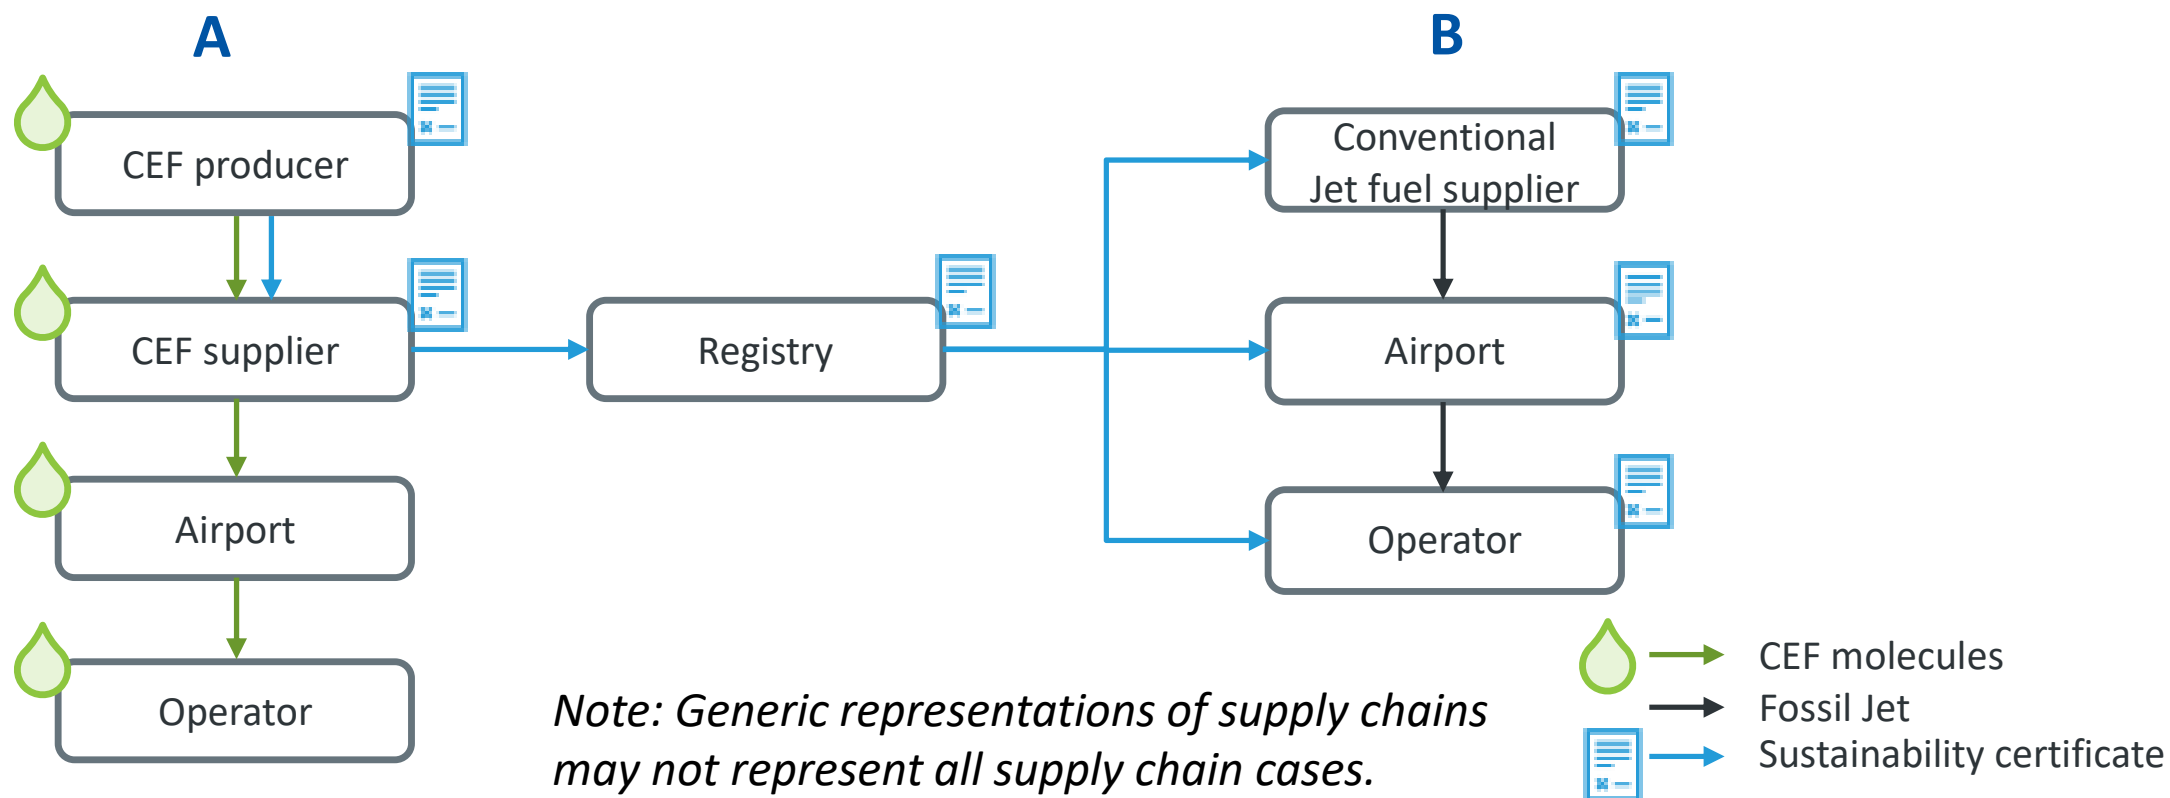 A
CEF producer
CEF supplier
Airport
Operator
Registry
B
Conventional
Jet fuel supplier
Airport
Operator
Note: Generic representations of supply chains
may not represent all supply chain cases.
CEF molecules
Fossil Jet
Sustainability certificate